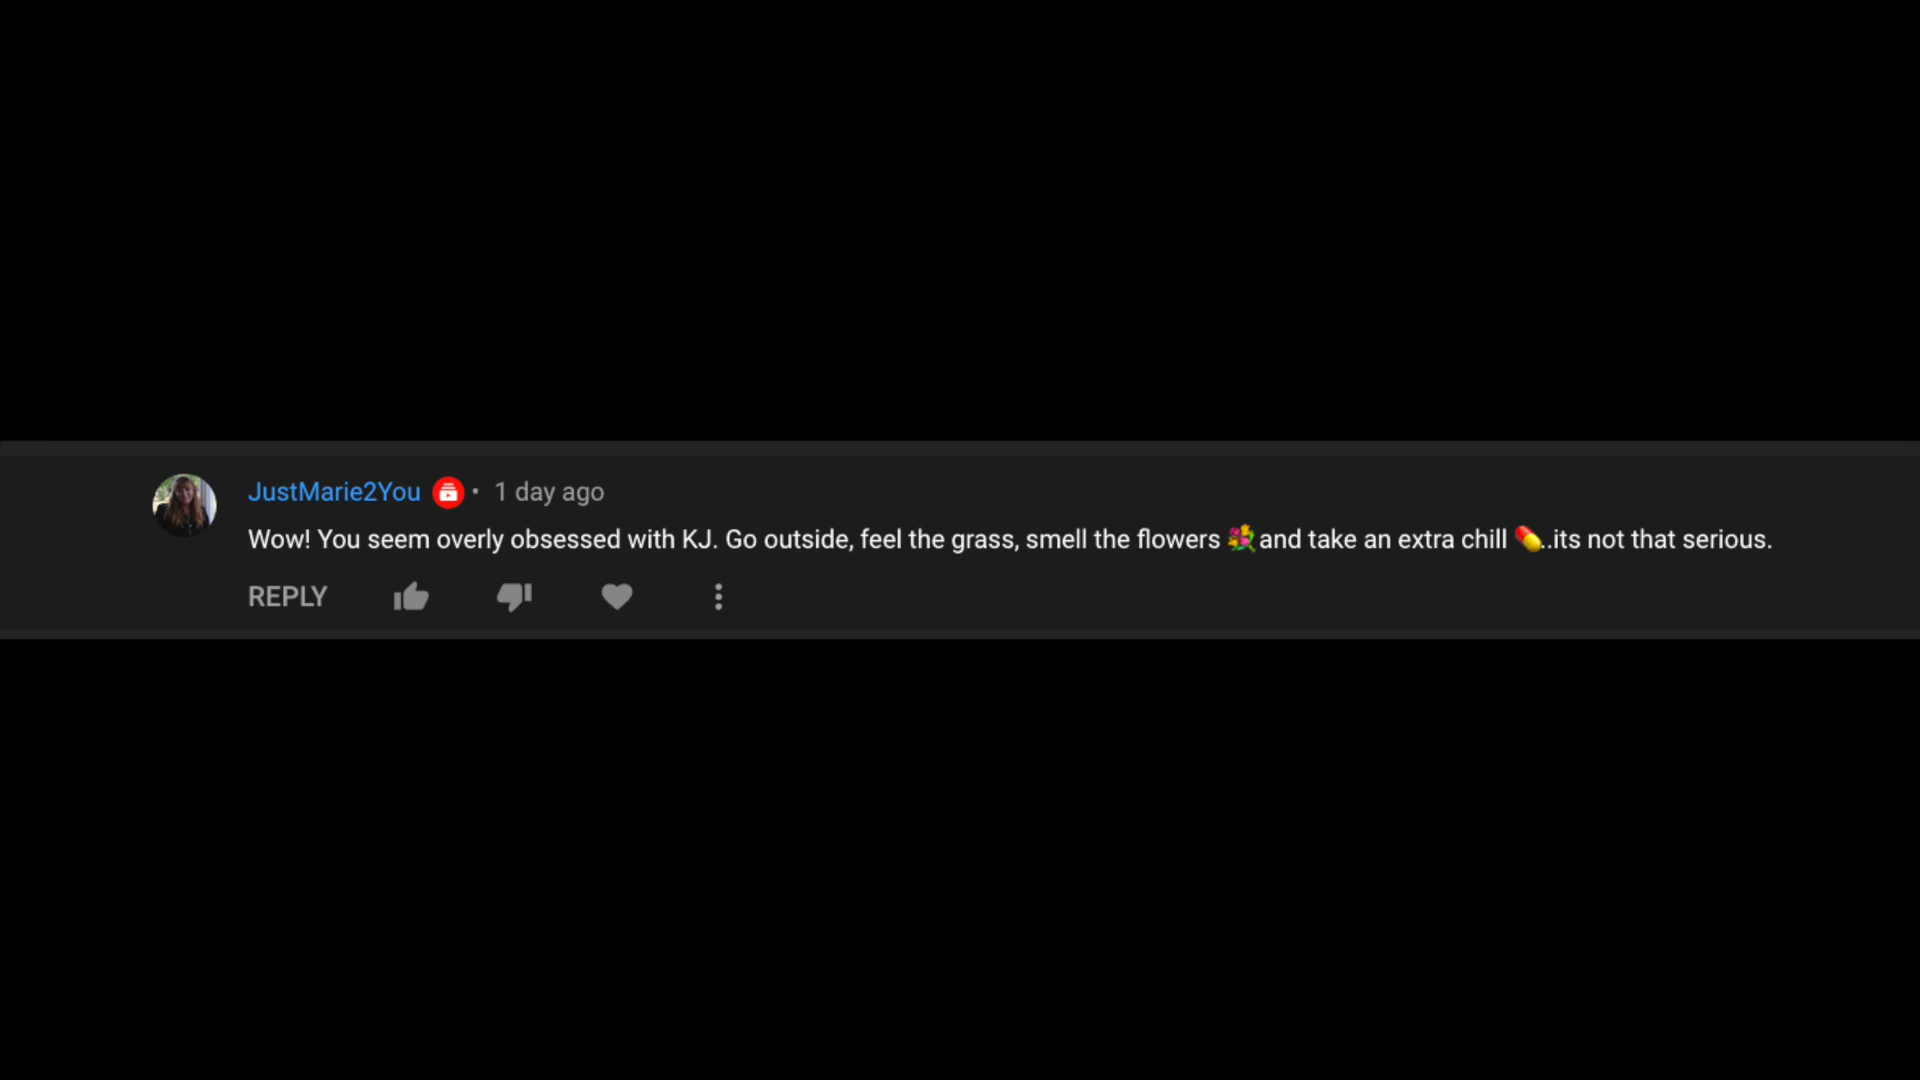 JustMarie2You • 1 day ago
Wow! You seem overly obsessed with KJ. Go outside, feel the grass, smell the flowers 💐and take an extra chill 💊..its not that serious.
REPLY